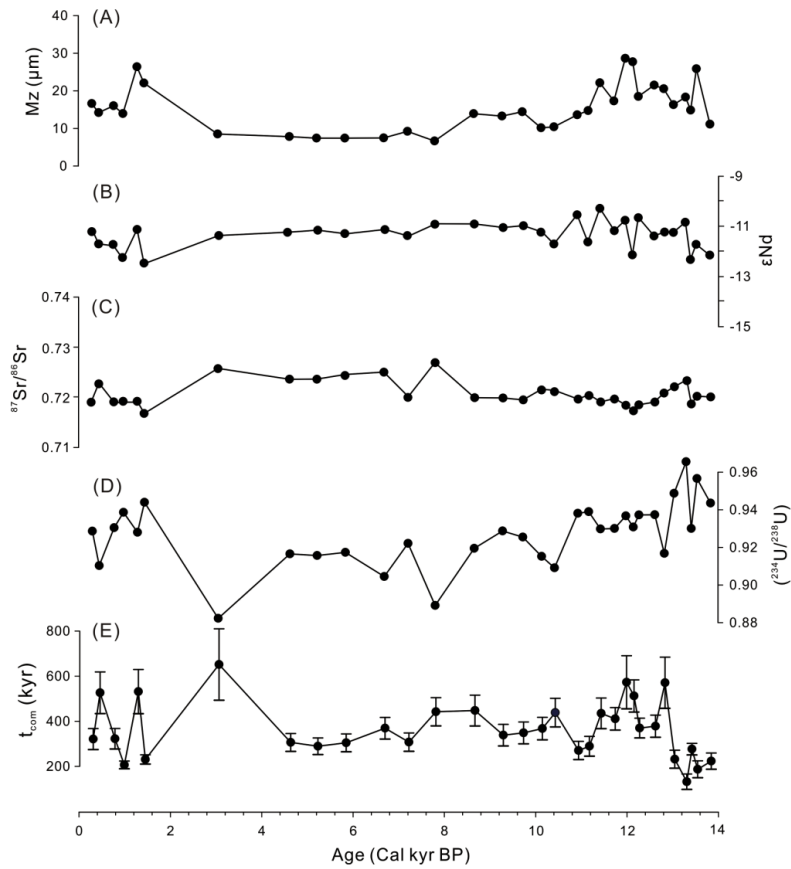 (A)
40
30
20
10
0
Mz (μm)
(B)
-9
-11
-13
-15
εNd
(C)
0.74
0.73
0.72
0.71
⁸⁷Sr/⁸⁶Sr
(D)
0.96
0.94
0.92
0.90
0.88
(²³⁴U/²³⁸U)
(E)
800
600
400
200
t_com (kyr)
0 2 4 6 8 10 12 14
Age (Cal kyr BP)